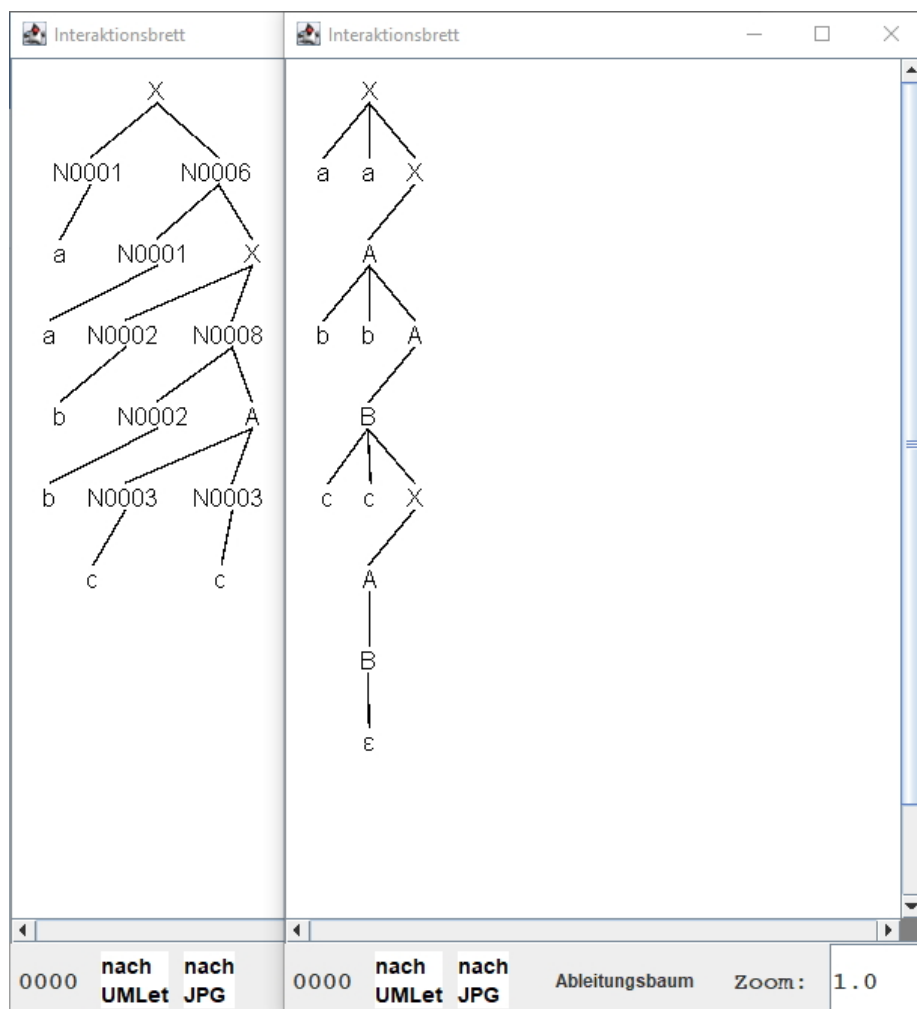 Interaktionsbrett
X
N0001 N0006
a N0001 X
a N0002 N0008
b N0002 A
b N0003 N0003
c c
0000 nach UMLet nach JPG
Interaktionsbrett
X
a a X
A
b b A
B
c c X
A
B
ε
0000 nach UMLet nach JPG Ableitungsbaum Zoom: 1.0